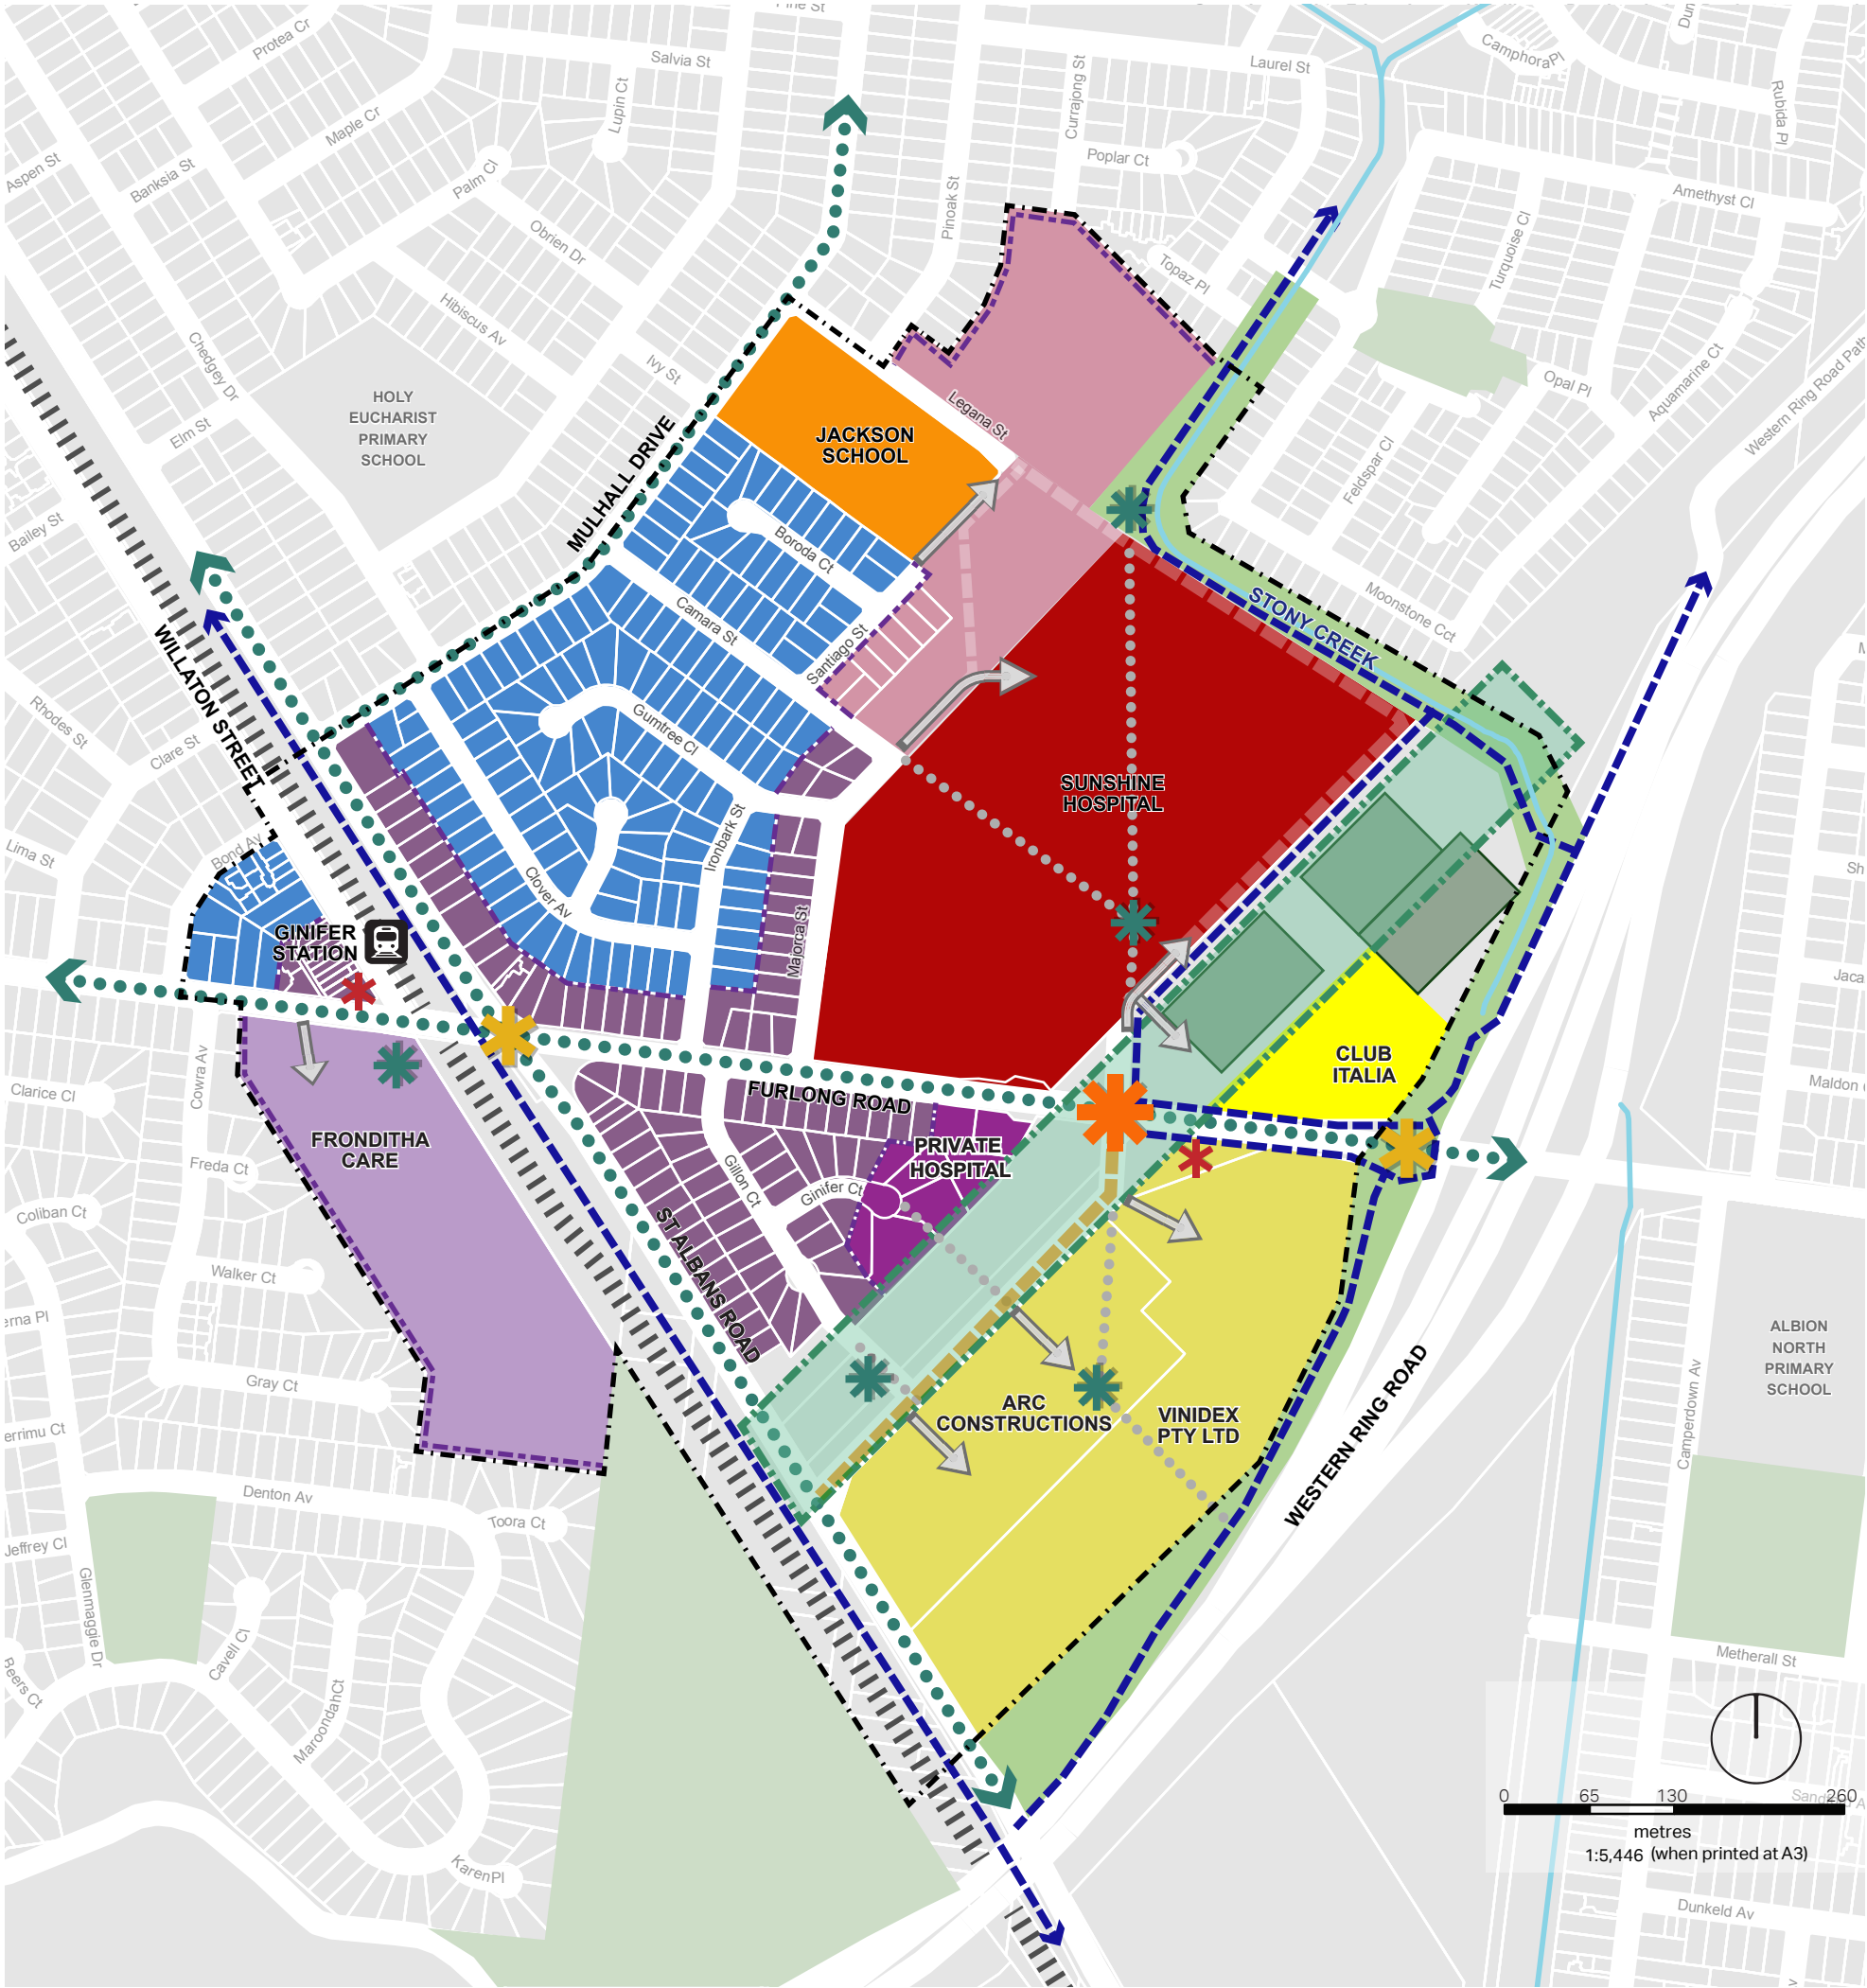 Pine St
Protea Cr
Salvia St
Lupin Ct
Currajong St
Laurel St
CamphoraPl
Rubida Pl
Maple Cr
Aspen St
Banksia St
Palm Cl
Poplar Ct
Amethyst Cl
Obrien Dr
Pinoak St
Topaz Pl
Turquoise Cl
Hibiscus Av
Chedgey Dr
Ivy St
Opal Pl
Aquamarine Ct
Western Ring Road Path
HOLY
EUCHARIST
PRIMARY
SCHOOL
Elm St
Legana St
JACKSON
SCHOOL
Feldspar Cl
MULHALL DRIVE
Bailey St
Boroda Ct
Moonstone Cct
STONY CREEK
Camara St
Santiago St
WILLATON STREET
Rhodes St
Clare St
Gumtree Cl
SUNSHINE
HOSPITAL
Lima St
Bond Av
Ironbark St
Clover Av
Majorca St
GINIFER
STATION
Cowra Av
Clarice Cl
CLUB
ITALIA
Maldon
FURLONG ROAD
FRONDITHA
CARE
PRIVATE
HOSPITAL
Freda Ct
Gillon Ct
Ginifer Ct
Coliban Ct
ST ALBANS ROAD
Walker Ct
erna Pl
Gray Ct
ARC
CONSTRUCTIONS
VINIDEX
PTY LTD
WESTERN RING ROAD
ALBION
NORTH
PRIMARY
SCHOOL
Camperdown Av
errimu Ct
Denton Av
Toora Ct
Jeffrey Cl
Glenmaggie Dr
Cavell Cl
Beers Ct
MaroondahCt
KarenPl
Metherall St
0 65 130 260
metres
1:5,446 (when printed at A3)
Dunkeld Av